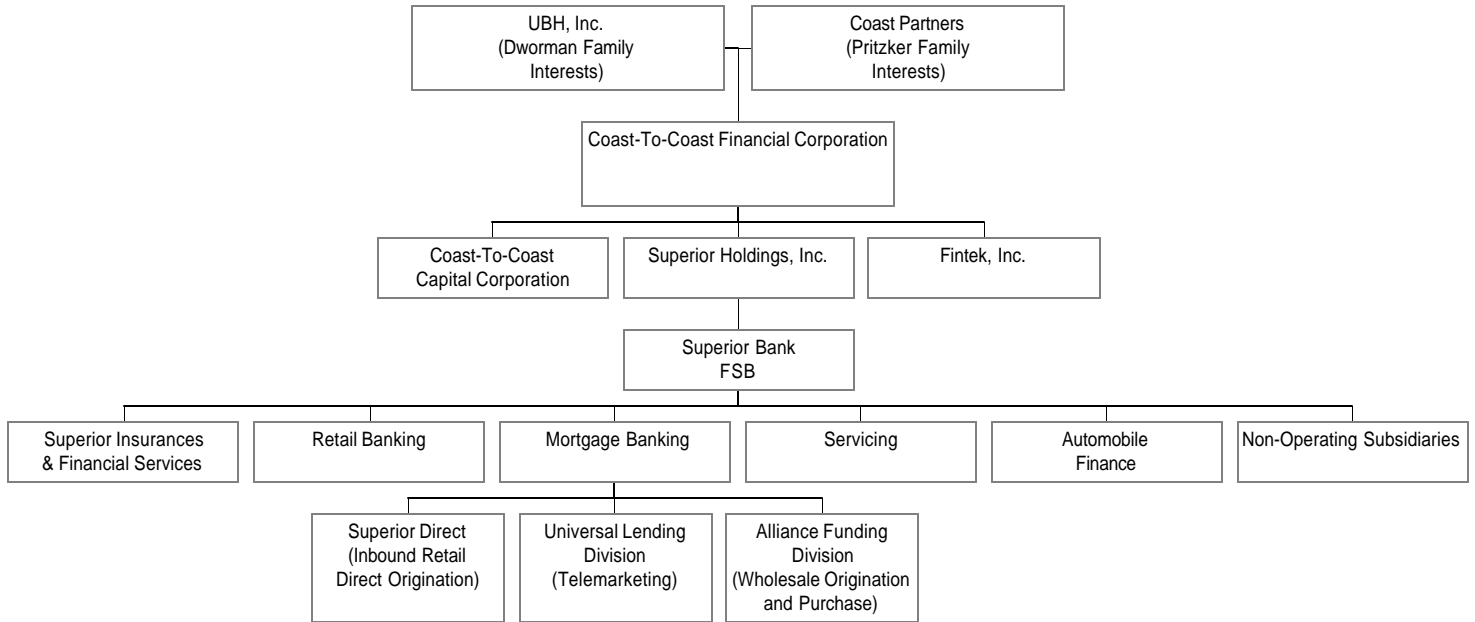 UBH, Inc.
(Dworman Family
Interests)
Coast Partners
(Pritzker Family
Interests)
Coast-To-Coast Financial Corporation
Coast-To-Coast
Capital Corporation
Superior Holdings, Inc.
Fintek, Inc.
Superior Bank
FSB
Superior Insurances
& Financial Services
Retail Banking
Mortgage Banking
Servicing
Automobile
Finance
Non-Operating Subsidiaries
Superior Direct
(Inbound Retail
Direct Origination)
Universal Lending
Division
(Telemarketing)
Alliance Funding
Division
(Wholesale Origination
and Purchase)